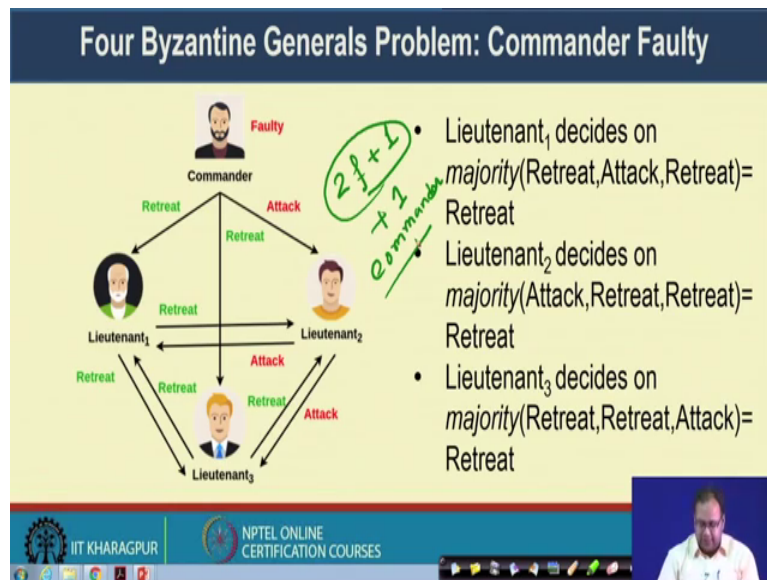 Four Byzantine Generals Problem: Commander Faulty
Faulty
Commander
Retreat
Attack
Retreat
Lieutenant1
Retreat
Lieutenant2
Attack
Retreat
Retreat
Retreat
Attack
Lieutenant3
2f+1
+1
commander
• Lieutenant1 decides on
majority(Retreat,Attack,Retreat)=
Retreat
• Lieutenant2 decides on
majority(Attack,Retreat,Retreat)=
Retreat
• Lieutenant3 decides on
majority(Retreat,Retreat,Attack)=
Retreat
IIT KHARAGPUR
NPTEL ONLINE
CERTIFICATION COURSES